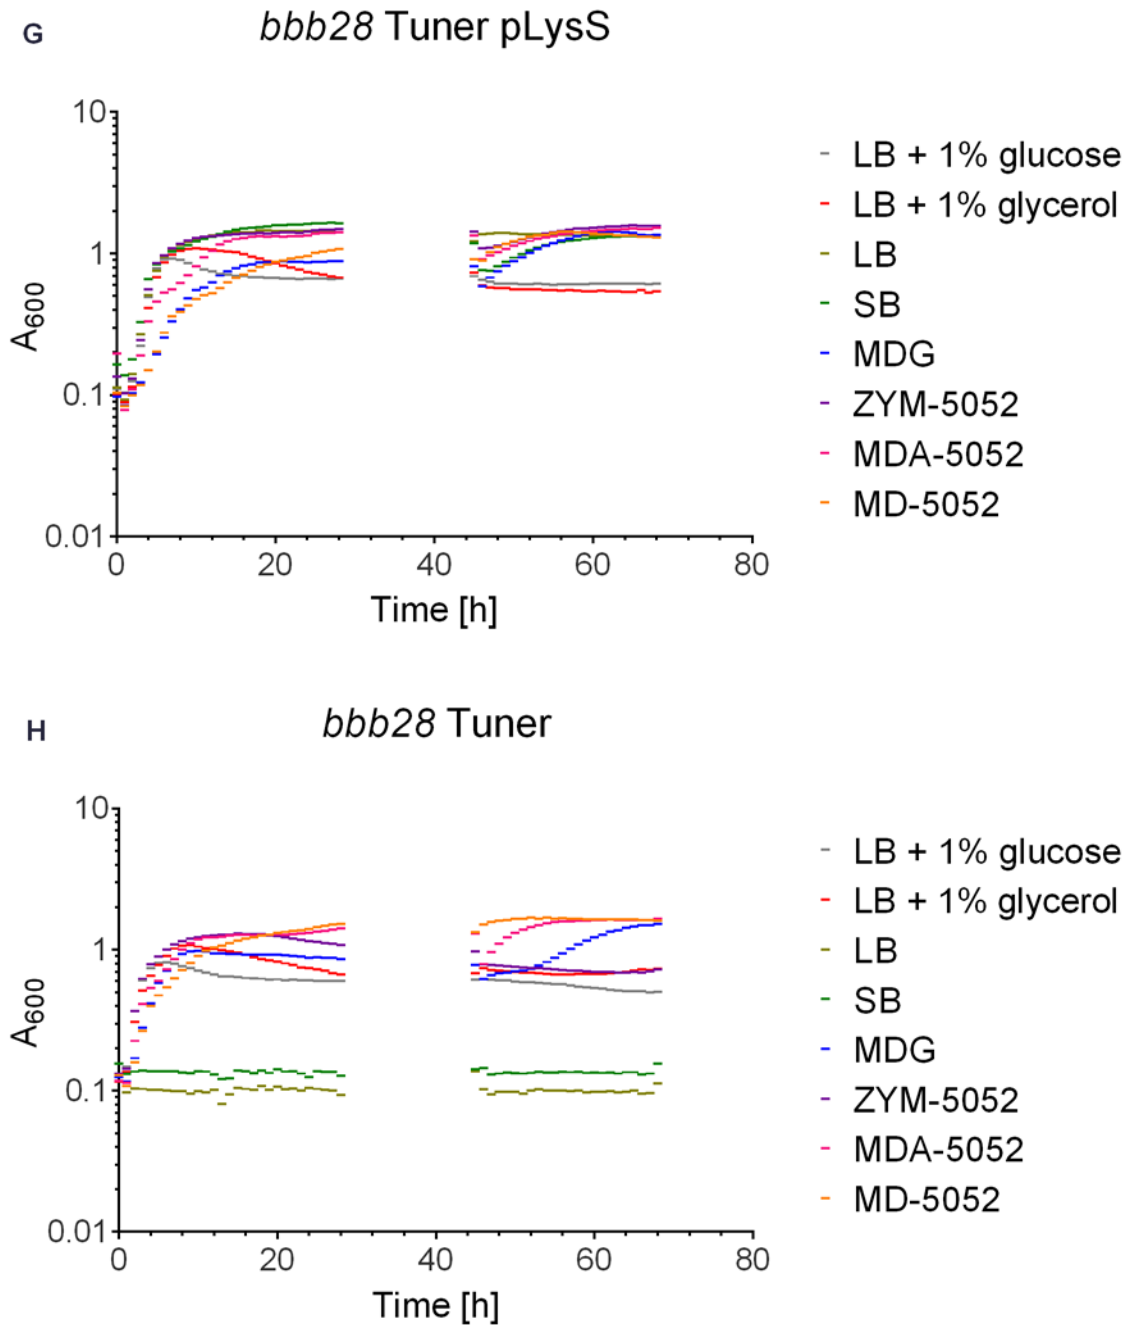 G
bbb28 Tuner pLysS
10
1
0.1
0.01
A600
0
20
40
60
80
Time [h]
LB + 1% glucose
LB + 1% glycerol
LB
SB
MDG
ZYM-5052
MDA-5052
MD-5052
H
bbb28 Tuner
10
1
0.1
0.01
A600
0
20
40
60
80
Time [h]
LB + 1% glucose
LB + 1% glycerol
LB
SB
MDG
ZYM-5052
MDA-5052
MD-5052